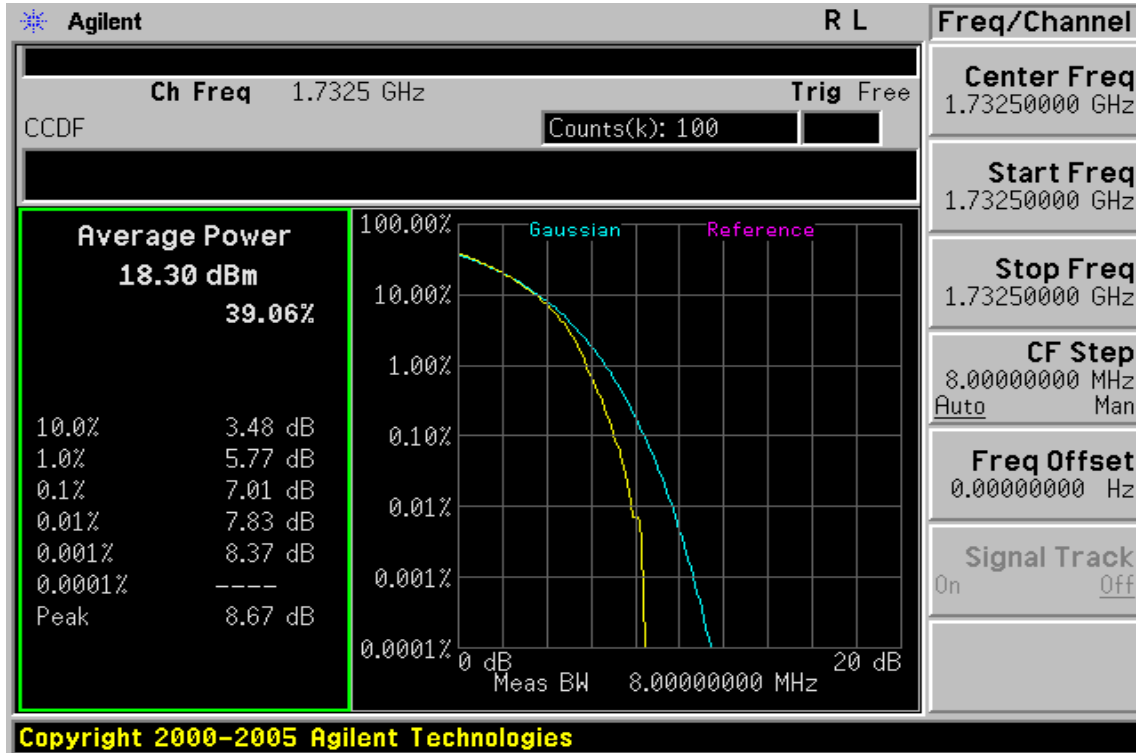 Agilent R L
Ch Freq 1.7325 GHz Trig Free
CCDF Counts(k): 100
Average Power
18.30 dBm
39.06%
10.0% 3.48 dB
1.0% 5.77 dB
0.1% 7.01 dB
0.01% 7.83 dB
0.001% 8.37 dB
0.0001% ----
Peak 8.67 dB
Gaussian Reference
100.00%
10.00%
1.00%
0.10%
0.01%
0.001%
0.0001%
0 dB 20 dB
Meas BW 8.00000000 MHz
Freq/Channel
Center Freq
1.73250000 GHz
Start Freq
1.73250000 GHz
Stop Freq
1.73250000 GHz
CF Step
8.00000000 MHz
Auto Man
Freq Offset
0.00000000 Hz
Signal Track
On Off
Copyright 2000-2005 Agilent Technologies